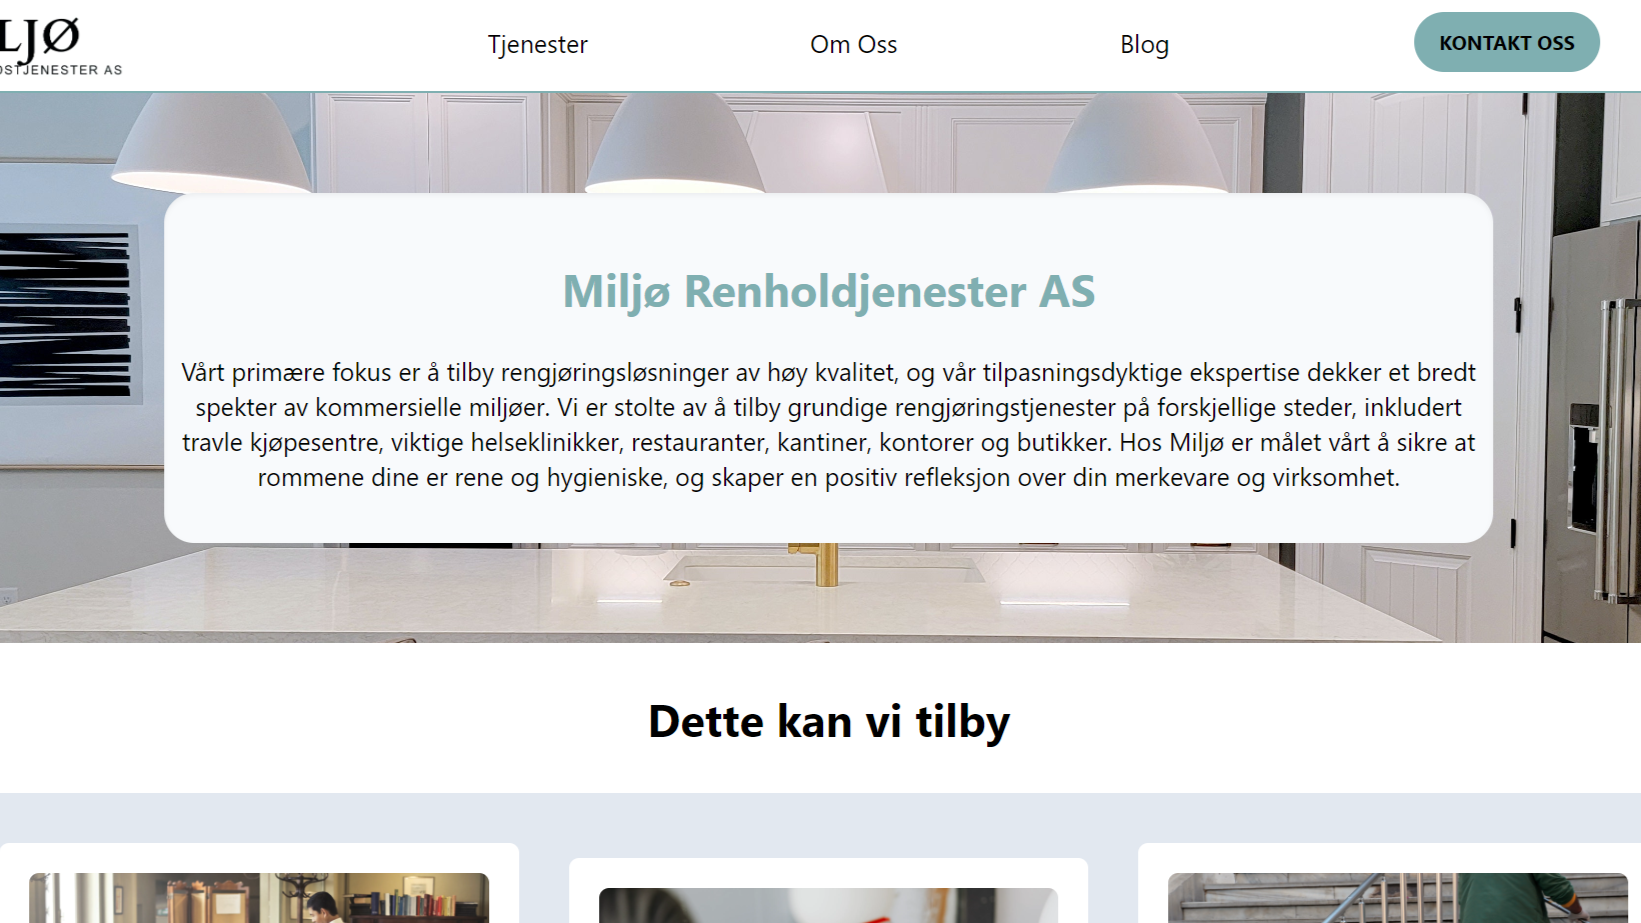 LJØ
OSTJENESTER AS
Tjenester
Om Oss
Blog
KONTAKT OSS
Miljø Renholdjenester AS
Vårt primære fokus er å tilby rengjøringsløsninger av høy kvalitet, og vår tilpasningsdyktige ekspertise dekker et bredt
spekter av kommersielle miljøer. Vi er stolte av å tilby grundige rengjøringstjenester på forskjellige steder, inkludert
travle kjøpesentre, viktige helseklinikker, restauranter, kantiner, kontorer og butikker. Hos Miljø er målet vårt å sikre at
rommene dine er rene og hygieniske, og skaper en positiv refleksjon over din merkevare og virksomhet.
Dette kan vi tilby